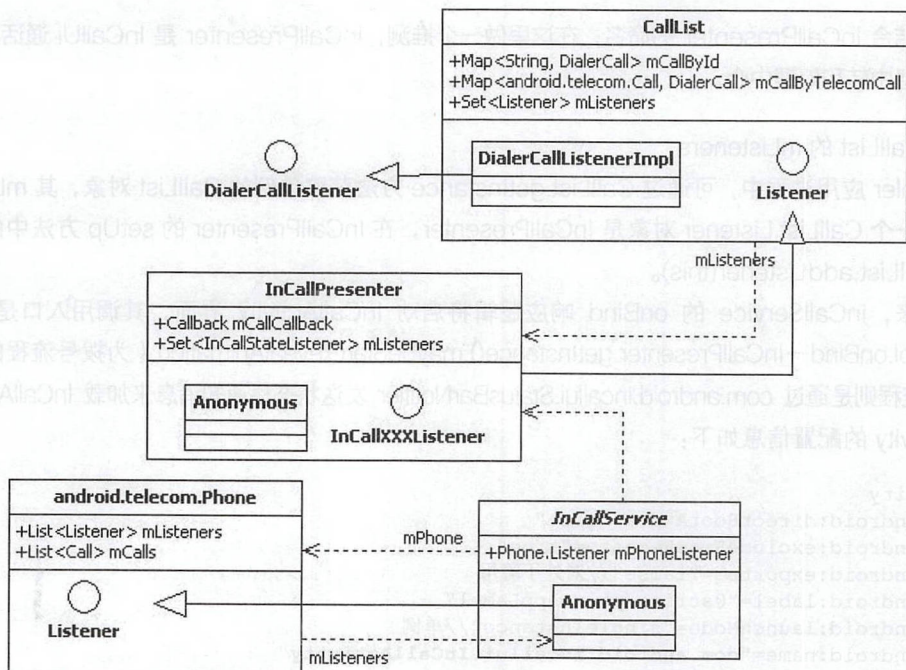 CallList
+Map<String, DialerCall> mCallById
+Map<android.telecom.Call, DialerCall> mCallByTelecomCall
+Set<Listener> mListeners
DialerCallListenerImpl
DialerCallListener
Listener
mListeners
InCallPresenter
+Callback mCallCallback
+Set<InCallStateListener> mListeners
Anonymous
InCallXXXListener
android.telecom.Phone
+List<Listener> mListeners
+List<Call> mCalls
Listener
mPhone
InCallService
+Phone.Listener mPhoneListener
Anonymous
mListeners